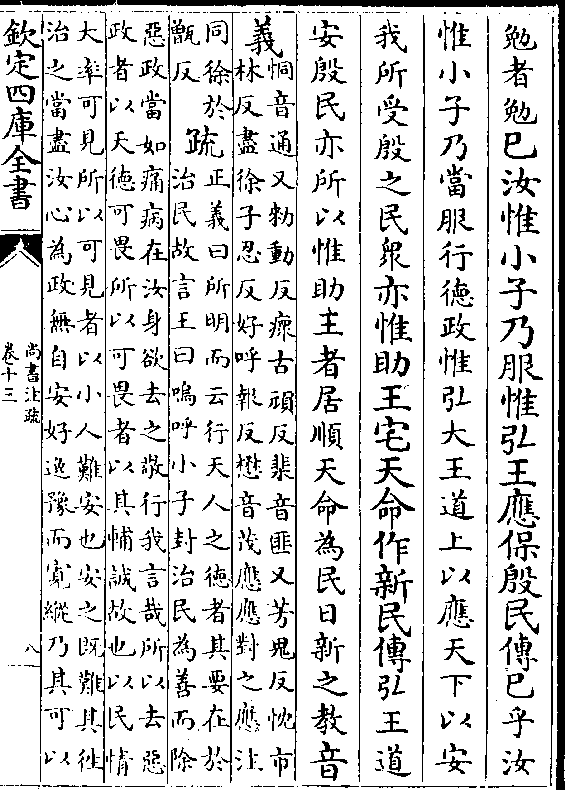 勉者勉巳汝惟小子乃服惟弘王應保殷民傳巳乎汝
惟小子乃當服行德政惟弘大王道上以應天下以安
我所受殷之民衆亦惟助王宅天命作新民傳弘王道
安殷民亦所以惟助王者居順天命為民日新之教音
義
恫音通又勑動反瘝古頑反棐音匪又芳鬼反忱市
林反盡徐子忍反好呼報反懋音茂應應對之應注
同徐於
甑反
疏
正義曰所明而云行天人之德者其要在於
治民故言王曰嗚呼小子封治民為善而除
惡政當如痛病在汝身欲去之敬行我言哉所以去惡
政者以天德可畏所以可畏者以其輔誠故也以民情
大率可見所以可見者以小人難安也安之既難其往
治之當盡汝心為政無自安好逸豫而寬縱乃其可以
欽定四庫全書
尚書注疏
卷十三
八